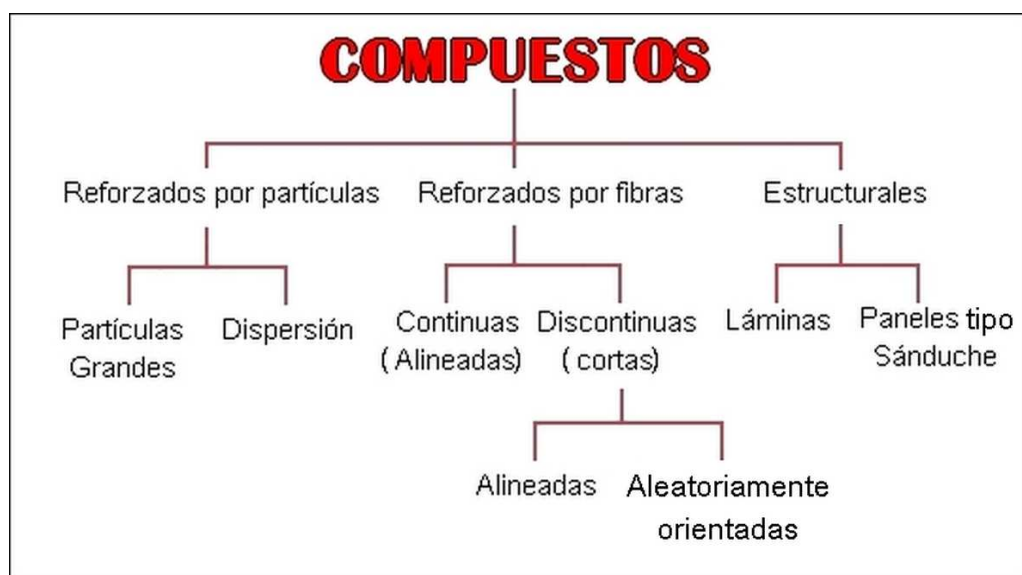 COMPUESTOS
Reforzados por partículas
Reforzados por fibras
Estructurales
Partículas
Grandes
Dispersión
Continuas
( Alineadas)
Discontinuas
( cortas)
Láminas
Paneles tipo
Sánduche
Alineadas
Aleatoriamente
orientadas